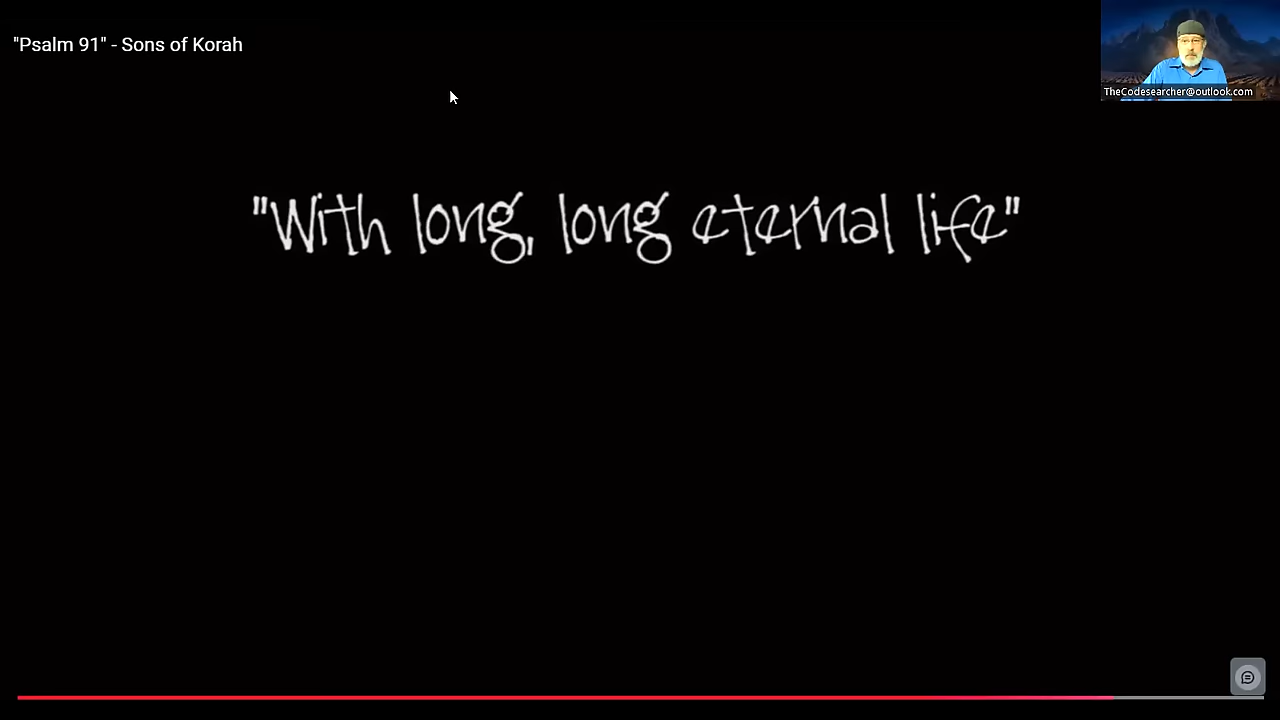 "Psalm 91" - Sons of Korah
TheCodesearcher@outlook.com
"With long, long eternal life"